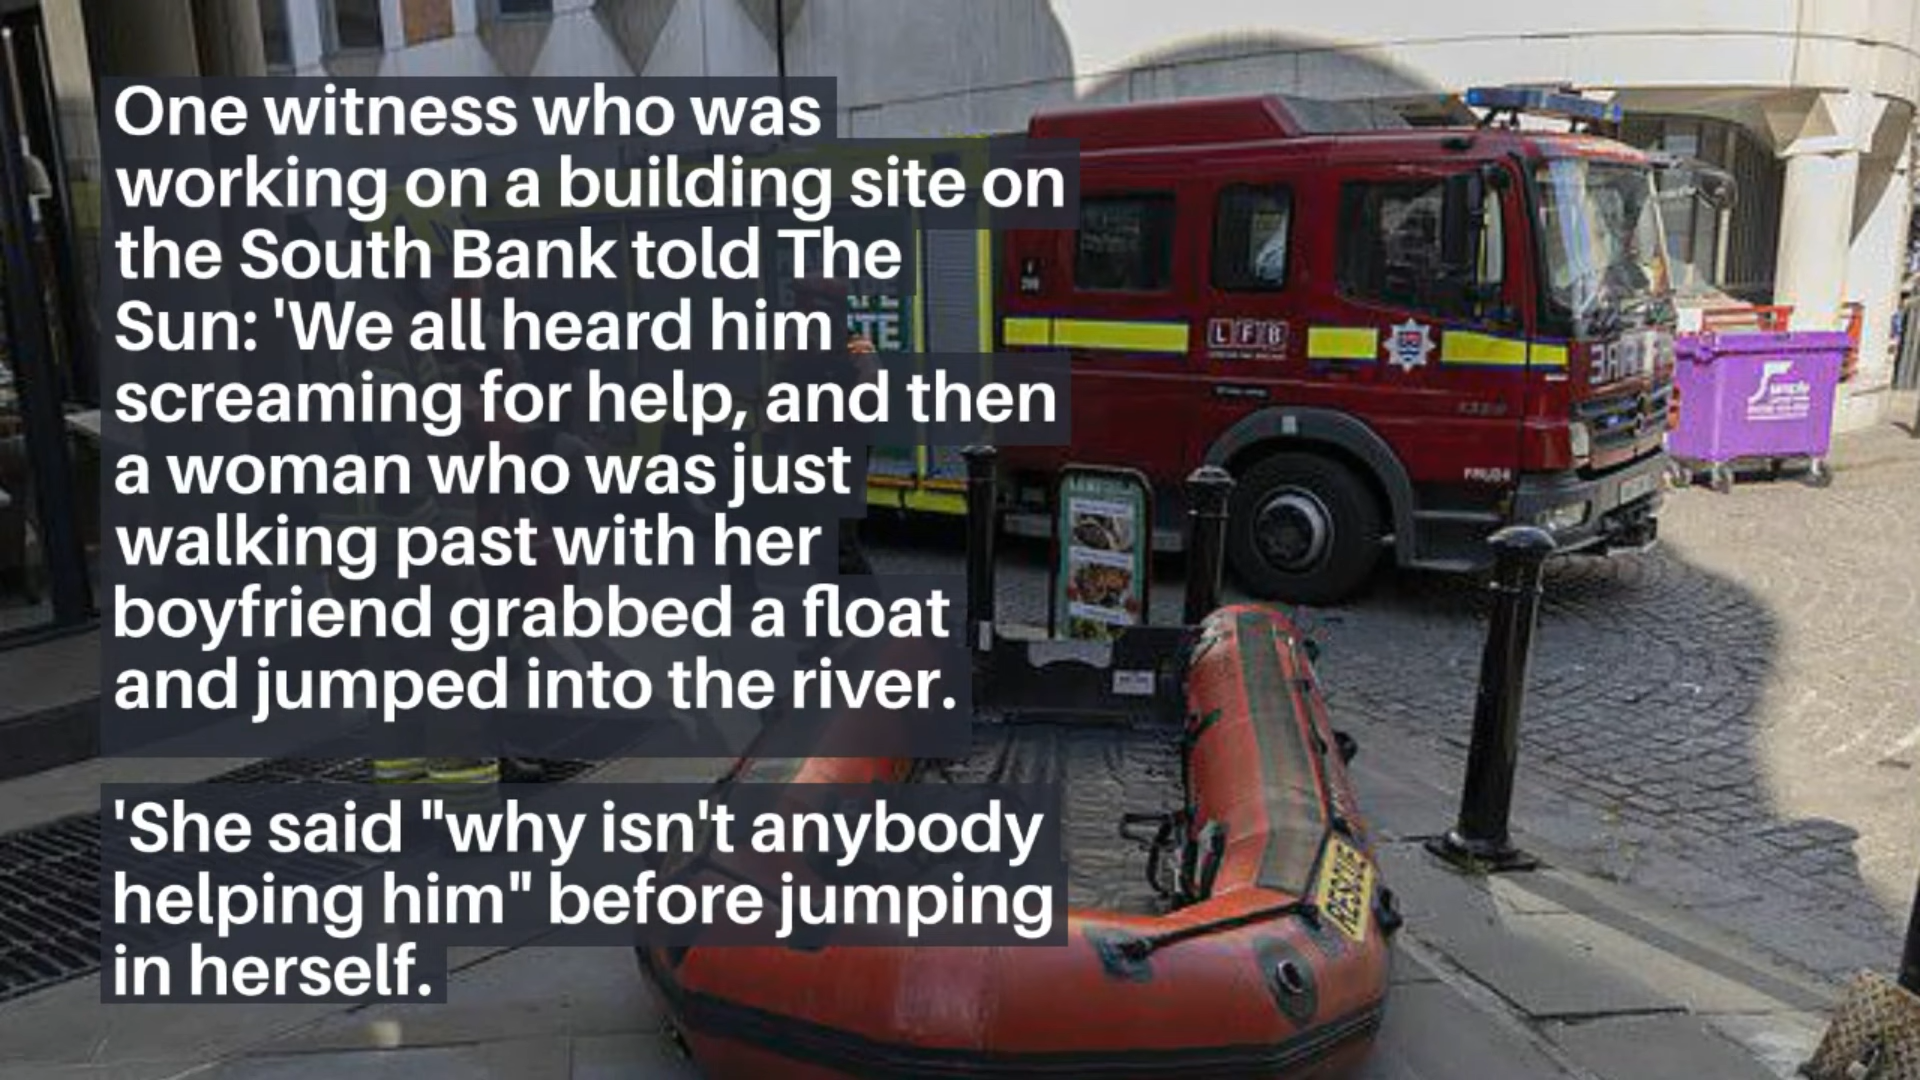 One witness who was
working on a building site on
the South Bank told The
Sun: 'We all heard him
screaming for help, and then
a woman who was just
walking past with her
boyfriend grabbed a float
and jumped into the river.
'She said "why isn't anybody
helping him" before jumping
in herself.
LFB
RESCUE